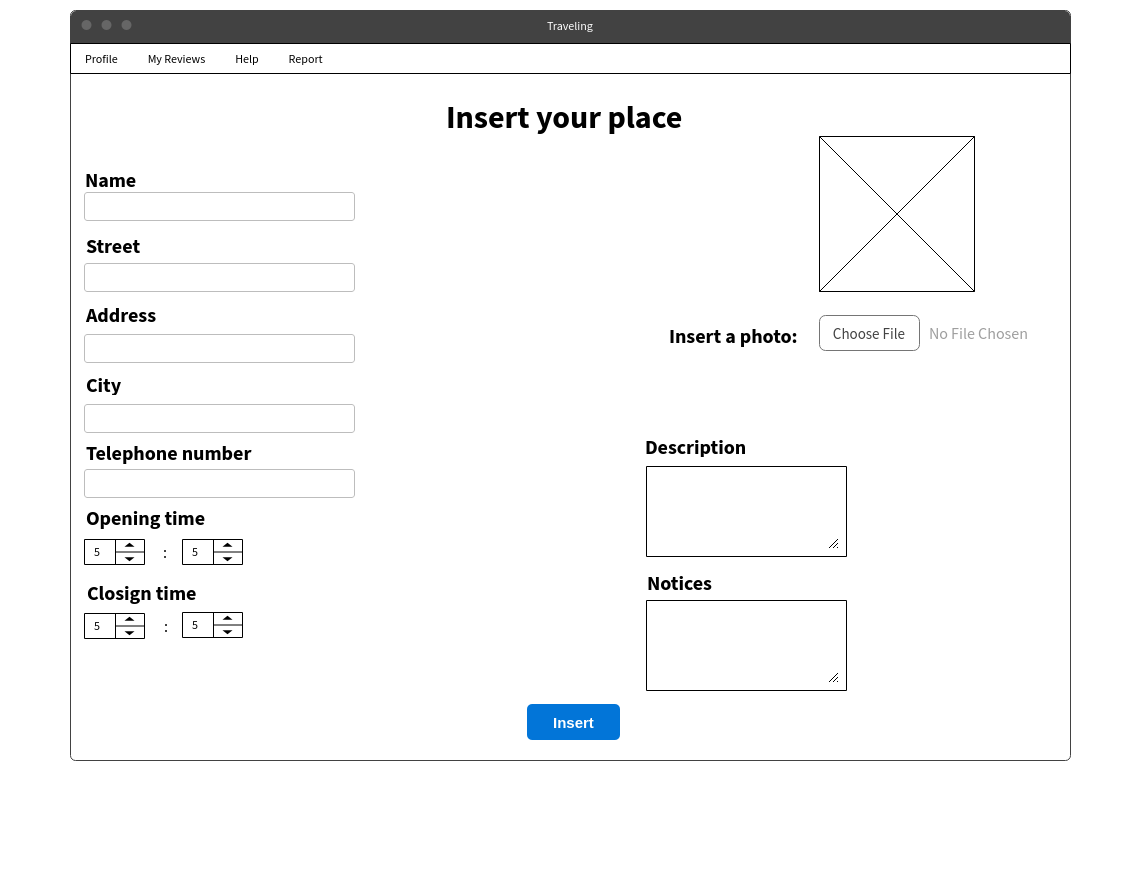 Traveling
Profile My Reviews Help Report
Insert your place
Name
Street
Address
City
Telephone number
Opening time
5 : 5
Closign time
5 : 5
Insert a photo: Choose File No File Chosen
Description
Notices
Insert